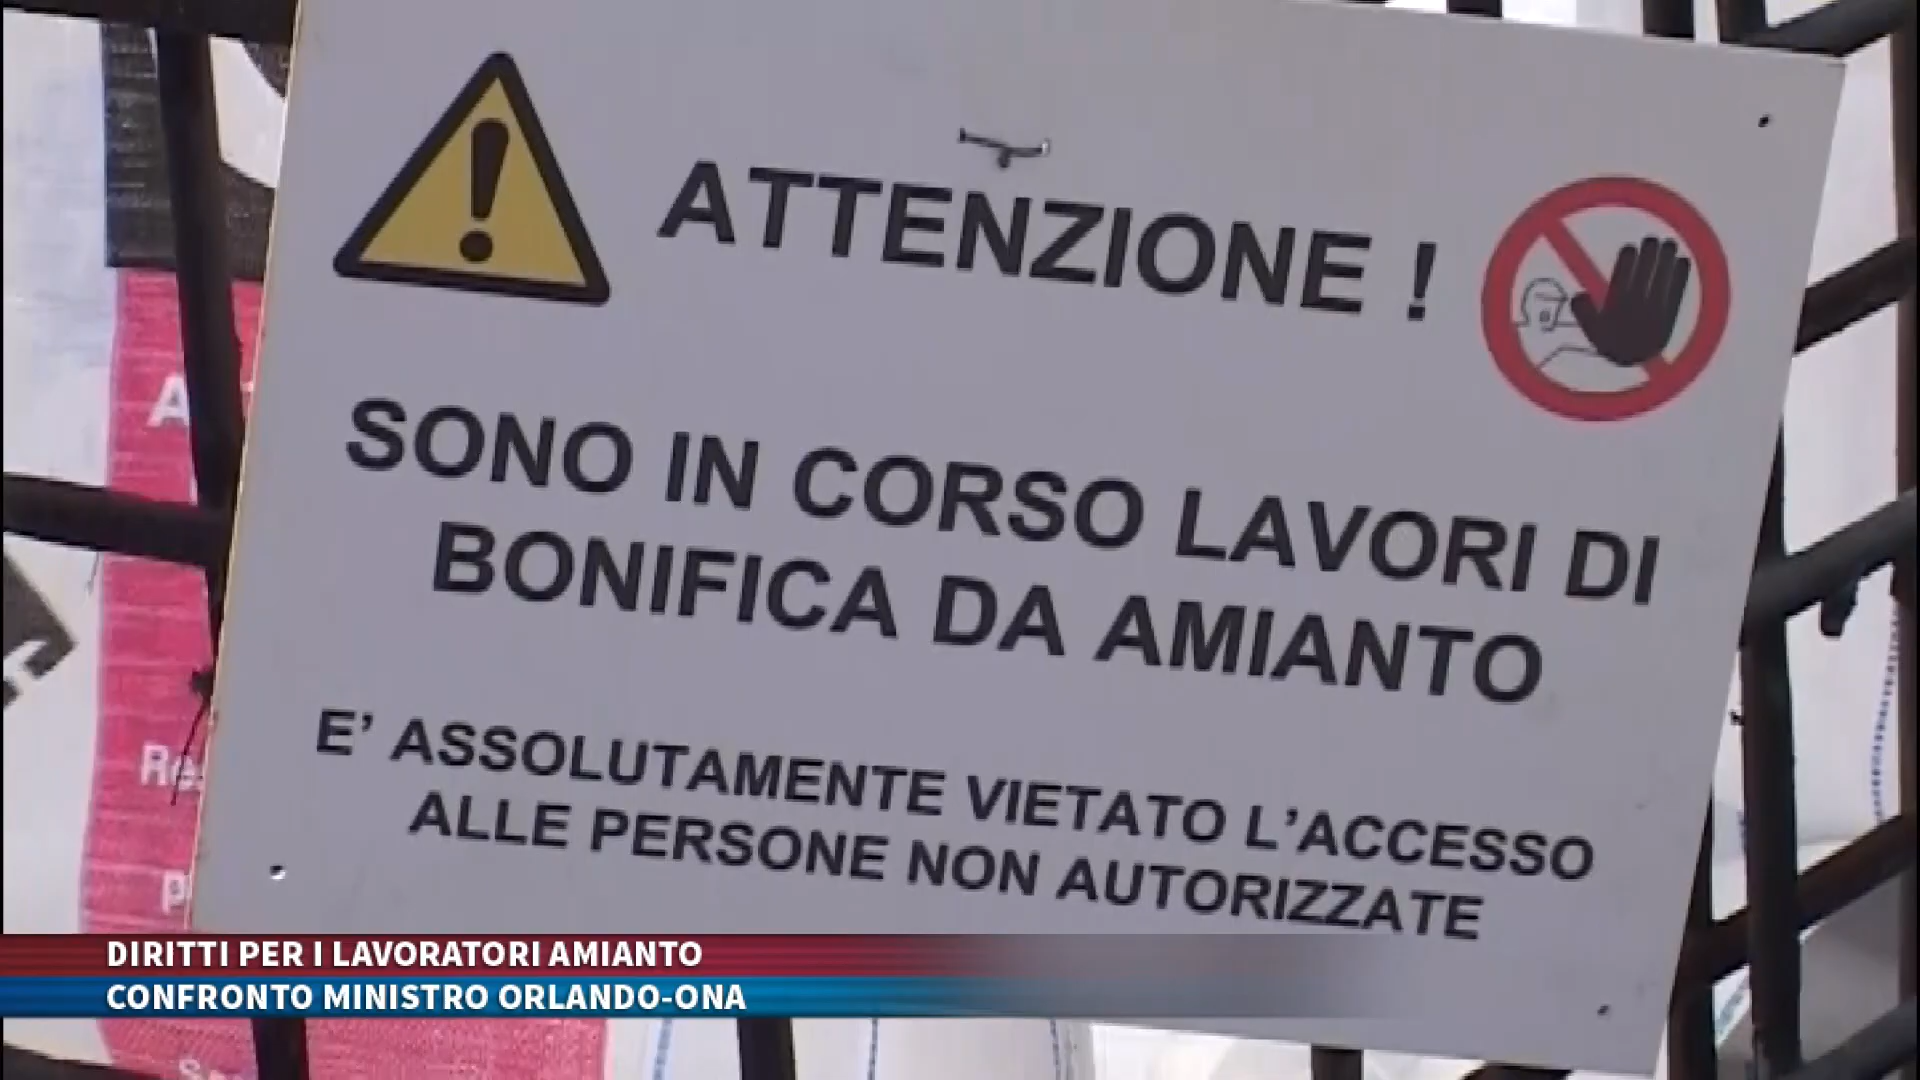 ATTENZIONE !
SONO IN CORSO LAVORI DI
BONIFICA DA AMIANTO
E' ASSOLUTAMENTE VIETATO L'ACCESSO
ALLE PERSONE NON AUTORIZZATE
DIRITTI PER I LAVORATORI AMIANTO
CONFRONTO MINISTRO ORLANDO-ONA